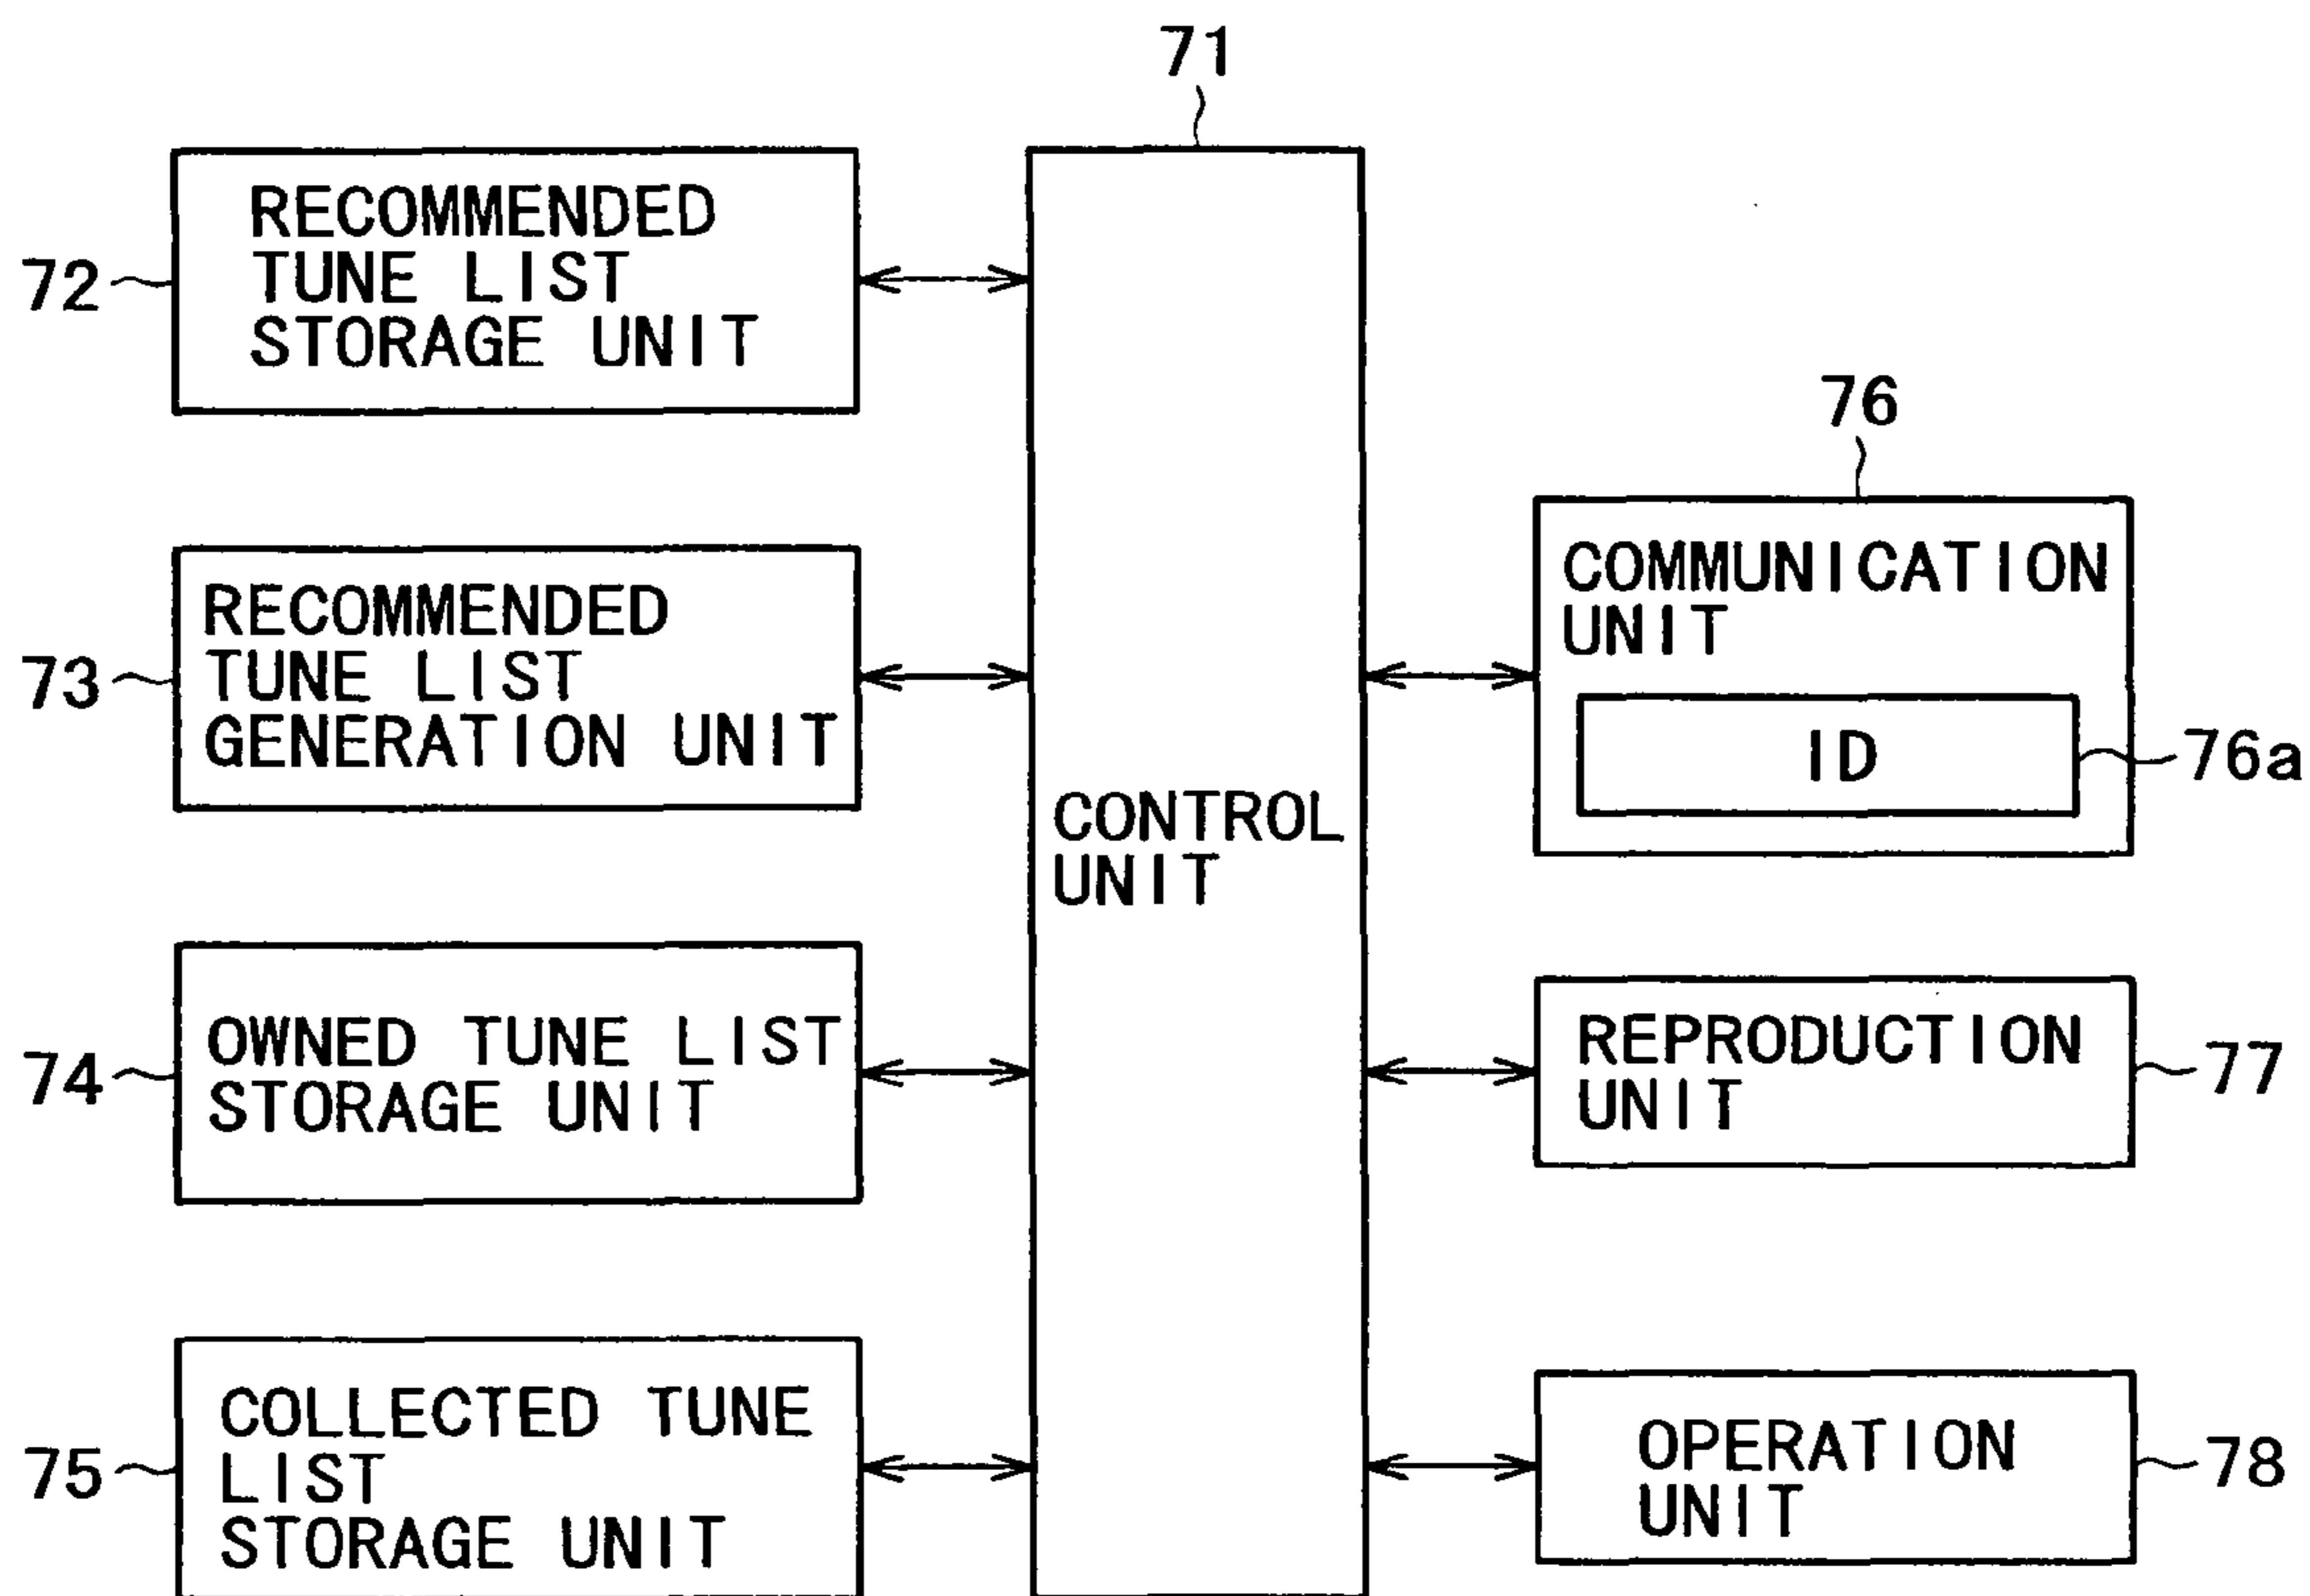 71
72
RECOMMENDED
TUNE LIST
STORAGE UNIT
73
RECOMMENDED
TUNE LIST
GENERATION UNIT
74
OWNED TUNE LIST
STORAGE UNIT
75
COLLECTED TUNE
LIST
STORAGE UNIT
CONTROL
UNIT
76
COMMUNICATION
UNIT
ID
76a
REPRODUCTION
UNIT
77
OPERATION
UNIT
78